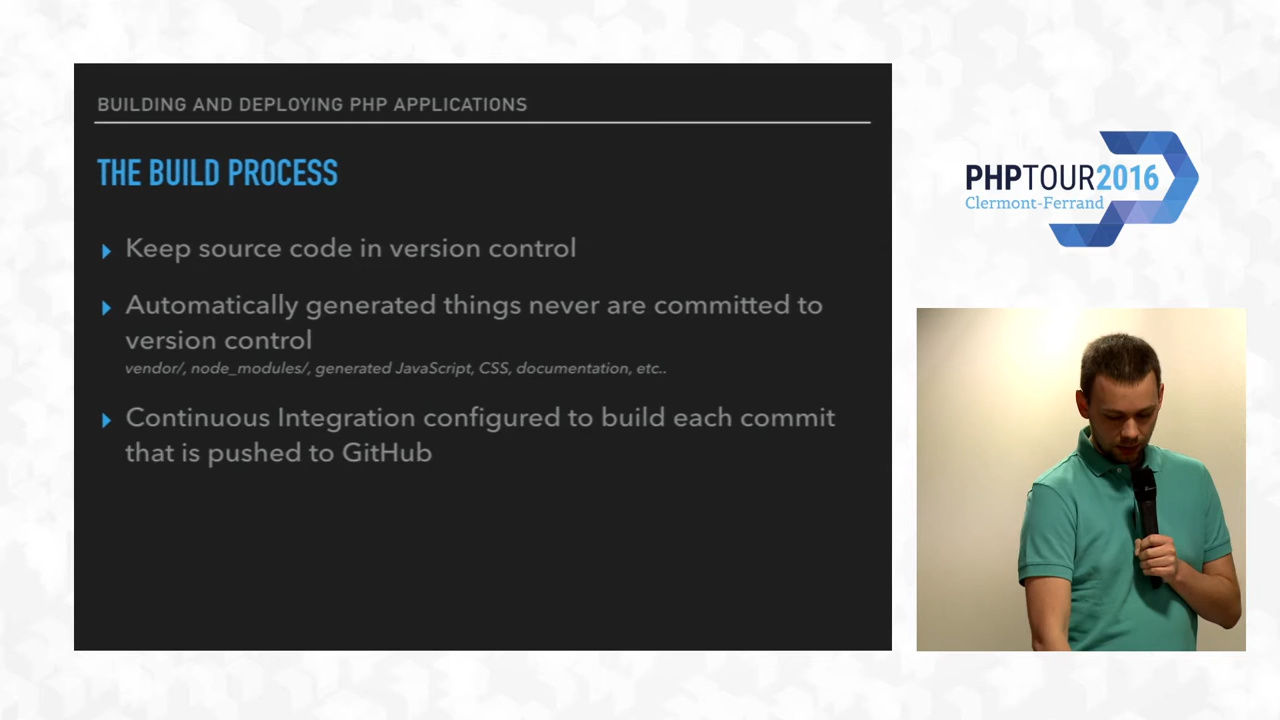 BUILDING AND DEPLOYING PHP APPLICATIONS
THE BUILD PROCESS
Keep source code in version control
Automatically generated things never are committed to
version control
vendor/, node_modules/, generated JavaScript, CSS, documentation, etc..
Continuous Integration configured to build each commit
that is pushed to GitHub
PHPTOUR2016
Clermont-Ferrand